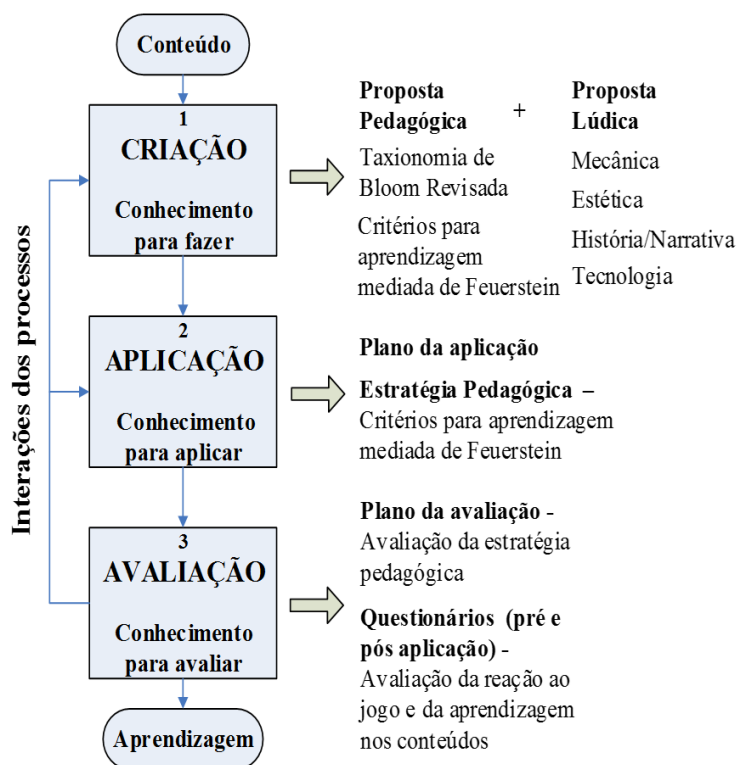 Conteúdo
1
CRIAÇÃO
Conhecimento
para fazer
Proposta
Pedagógica
+
Proposta
Lúdica
Taxionomia de
Bloom Revisada
Critérios para
aprendizagem
mediada de Feuerstein
Mecânica
Estética
História/Narrativa
Tecnologia
Interações dos processos
2
APLICAÇÃO
Conhecimento
para aplicar
Plano da aplicação
Estratégia Pedagógica –
Critérios para aprendizagem
mediada de Feuerstein
3
AVALIAÇÃO
Conhecimento
para avaliar
Plano da avaliação -
Avaliação da estratégia
pedagógica
Questionários (pré e
pós aplicação) -
Avaliação da reação ao
jogo e da aprendizagem
nos conteúdos
Aprendizagem